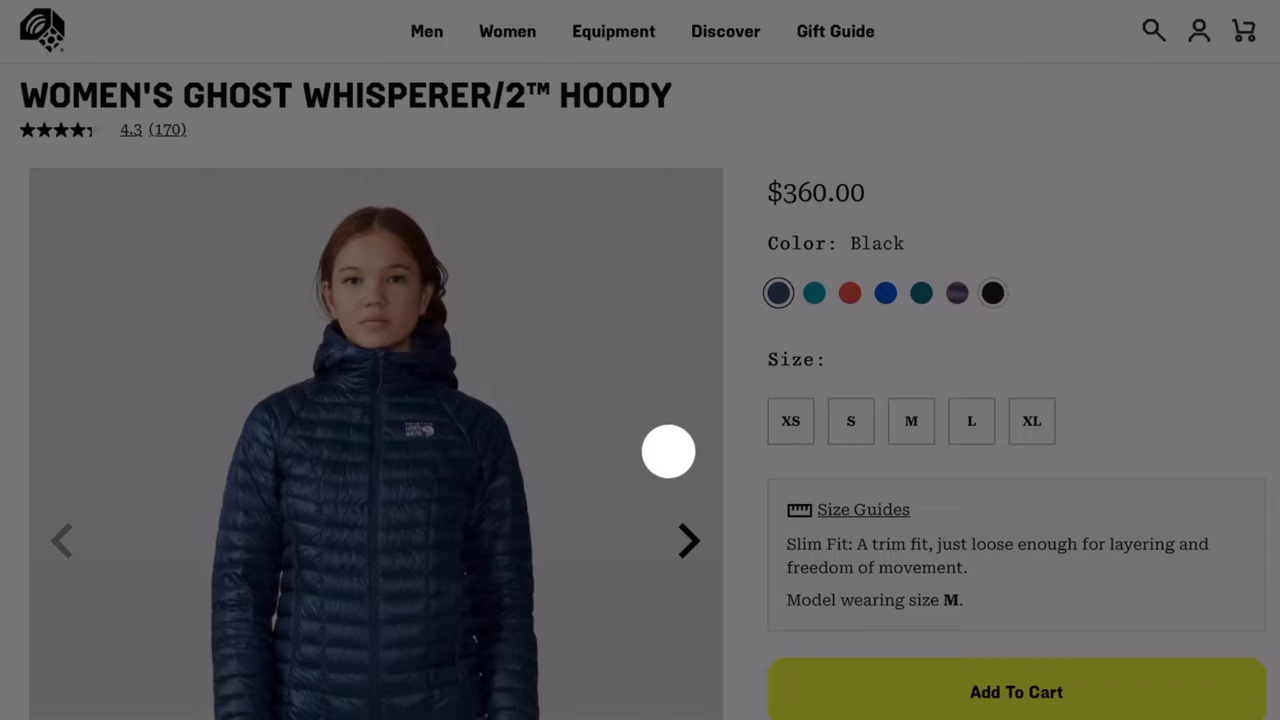 Men
Women
Equipment
Discover
Gift Guide
WOMEN'S GHOST WHISPERER/2™ HOODY
4.3 (170)
$360.00
Color: Black
Size:
XS
S
M
L
XL
Size Guides
Slim Fit: A trim fit, just loose enough for layering and
freedom of movement.
Model wearing size M.
Add To Cart